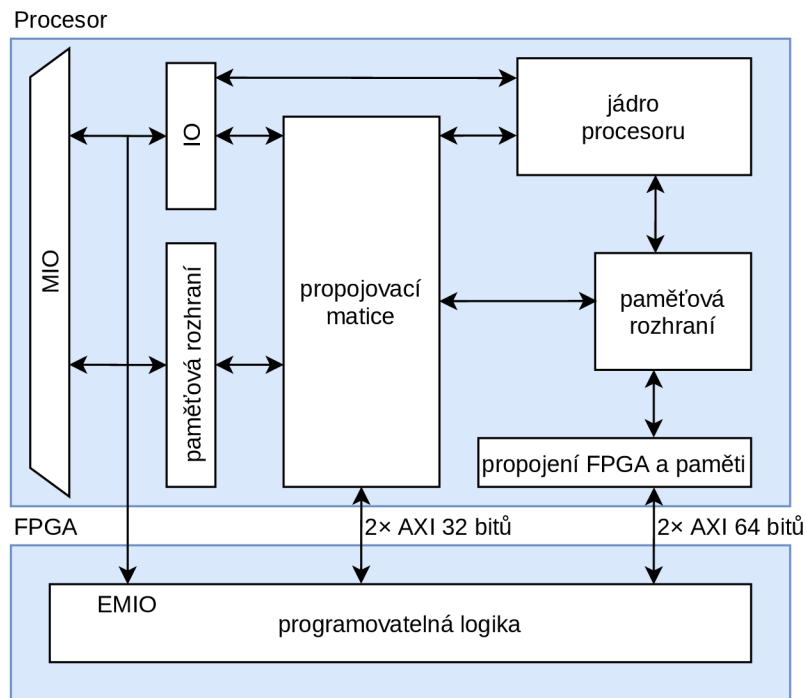 Procesor
MIO
IO
paměťová rozhraní
propojovací
matice
jádro
procesoru
paměťová
rozhraní
propojení FPGA a paměti
FPGA
2× AXI 32 bitů
2× AXI 64 bitů
EMIO
programovatelná logika